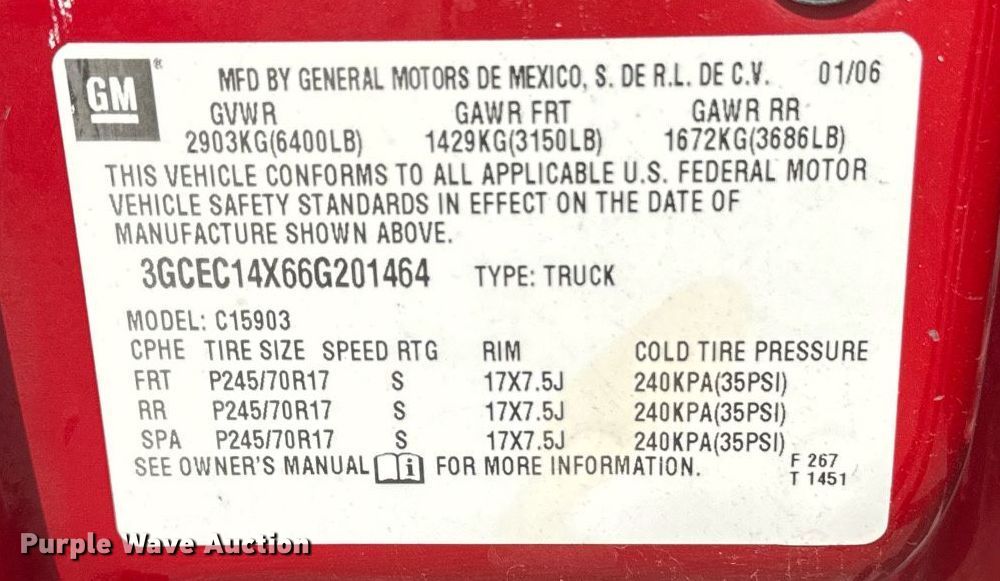 GM®
MFD BY GENERAL MOTORS DE MEXICO, S. DE R.L. DE C.V. 01/06
GVWR GAWR FRT GAWR RR
2903KG(6400LB) 1429KG(3150LB) 1672KG(3686LB)
THIS VEHICLE CONFORMS TO ALL APPLICABLE U.S. FEDERAL MOTOR
VEHICLE SAFETY STANDARDS IN EFFECT ON THE DATE OF
MANUFACTURE SHOWN ABOVE.
3GCEC14X66G201464 TYPE: TRUCK
MODEL: C15903
CPHE TIRE SIZE SPEED RTG RIM COLD TIRE PRESSURE
FRT P245/70R17 S 17X7.5J 240KPA(35PSI)
RR P245/70R17 S 17X7.5J 240KPA(35PSI)
SPA P245/70R17 S 17X7.5J 240KPA(35PSI)
SEE OWNER'S MANUAL i FOR MORE INFORMATION.
F 267
T 1451
Purple Wave Auction